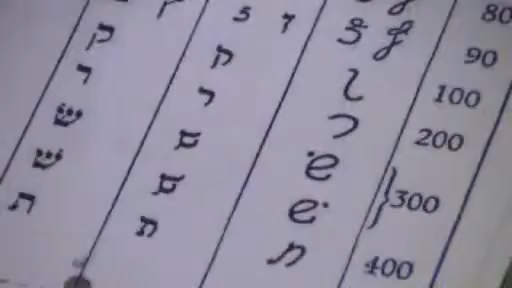 80
צ ץ צ ץ 90
ק ק ק 100
ר ר ר 200
שׂ ש שׂ
שׁ ש שׁ 300
ת ת ת 400